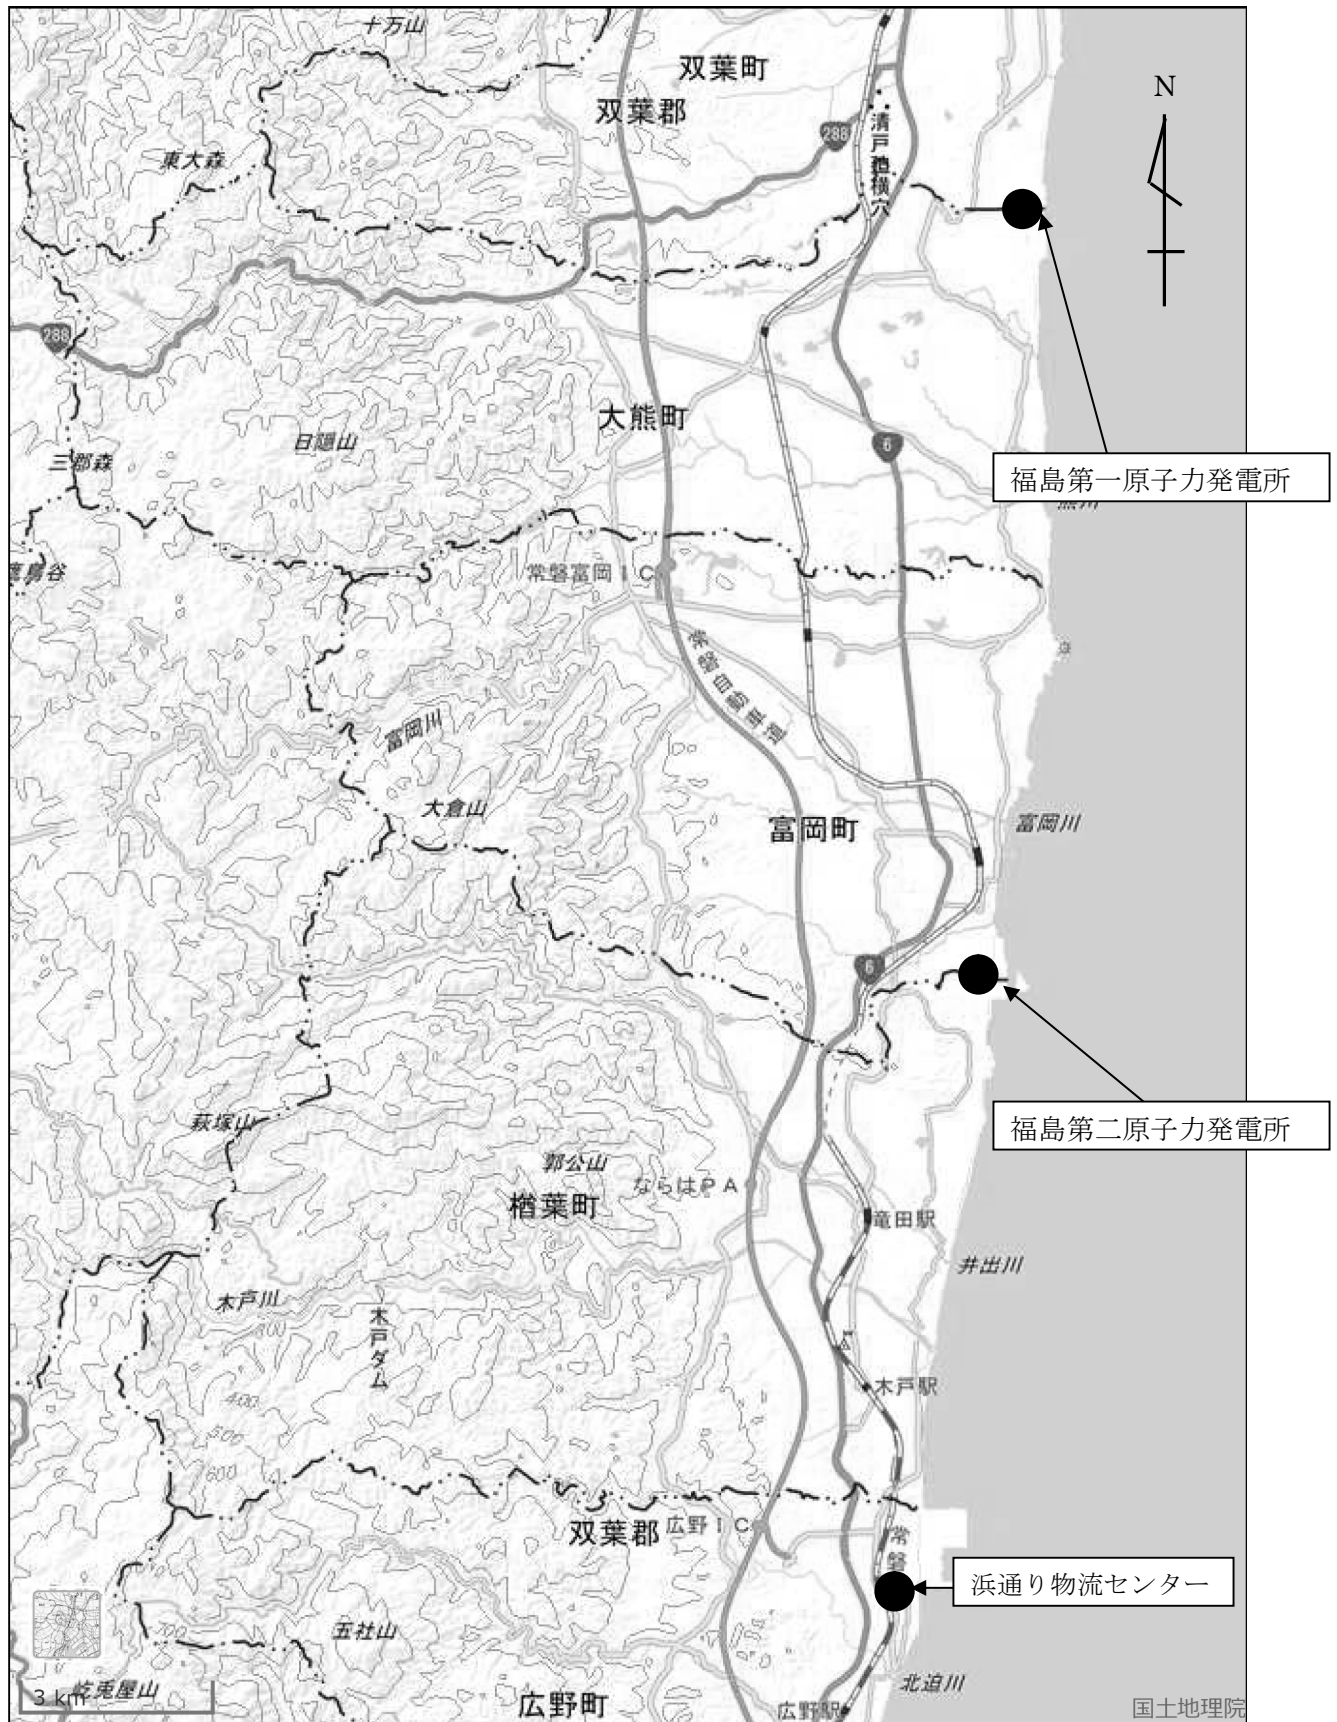 十万山
双葉町
N
双葉郡
288
清戸
横穴
東大森
288
大熊町
日隠山
6
三郡森
福島第一原子力発電所
熊川
常磐富岡IC
常磐自動車道
富岡川
大倉山
富岡町
富岡川
6
福島第二原子力発電所
萩塚山
郭公山
ならはPA
楢葉町
竜田駅
井出川
木戸川
木戸ダム
木戸駅
400
500
600
双葉郡
広野IC
常磐
浜通り物流センター
700
五社山
北迫川
3 km
広野町
広野駅
国土地理院